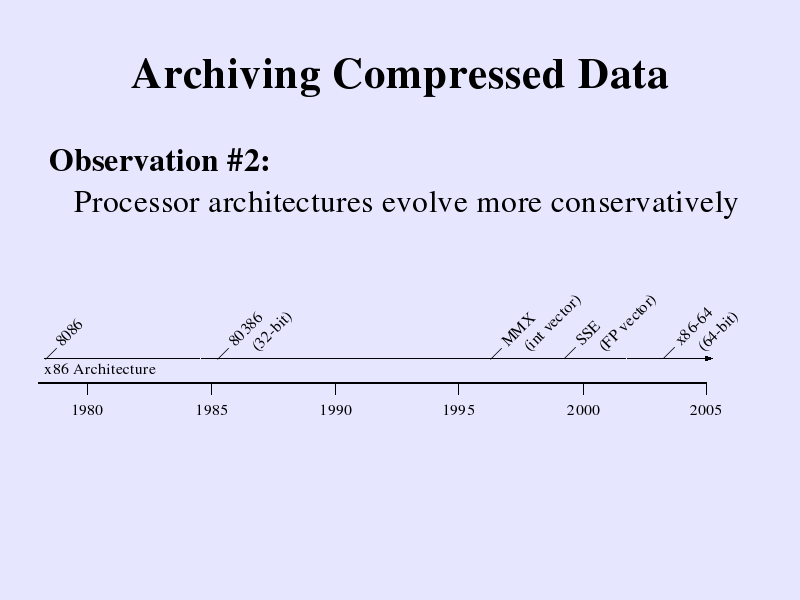 Archiving Compressed Data
Observation #2:
Processor architectures evolve more conservatively
8086
80386
(32-bit)
MMX
(int vector)
SSE
(FP vector)
x86-64
(64-bit)
x86 Architecture
1980 1985 1990 1995 2000 2005